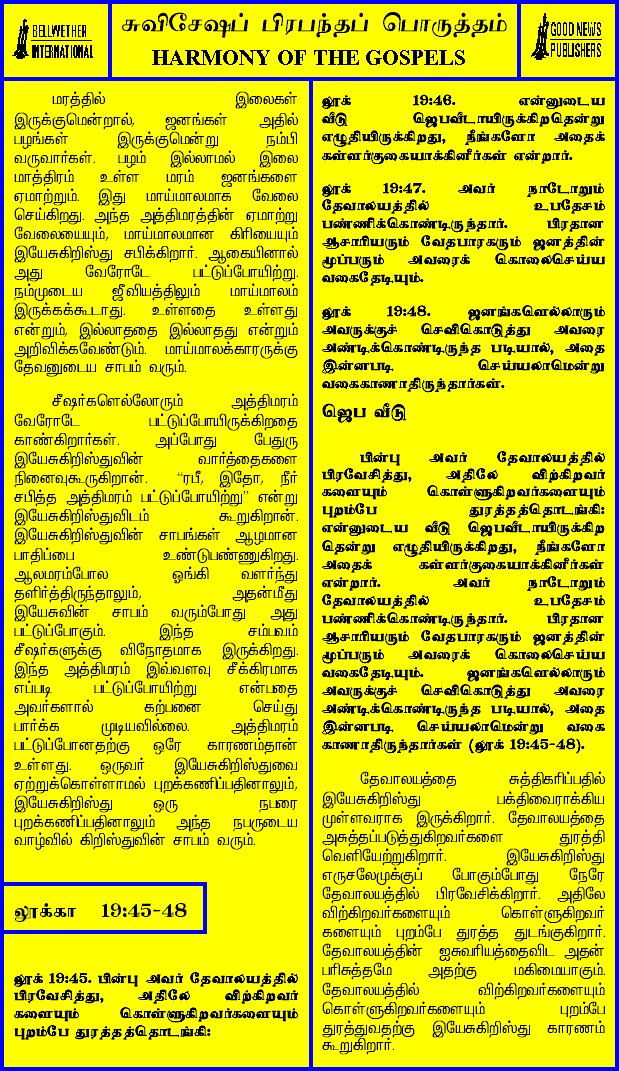 BELLWETHER
INTERNATIONAL
சுவிசேஷப் பிரபந்தப் பொருத்தம்
HARMONY OF THE GOSPELS
GOOD NEWS
PUBLISHERS
மரத்தில் இலைகள்
இருக்குமென்றால், ஜனங்கள் அதில்
பழங்கள் இருக்குமென்று நம்பி
வருவார்கள். பழம் இல்லாமல் இலை
மாத்திரம் உள்ள மரம் ஜனங்களை
ஏமாற்றும். இது மாய்மாலமாக வேலை
செய்கிறது. அந்த அத்திமரத்தின் ஏமாற்று
வேலையையும், மாய்மாலமான கிரியையும்
இயேசுகிறிஸ்து சபிக்கிறார். ஆகையினால்
அது வேரோடே பட்டுப்போயிற்று.
நம்முடைய ஜீவியத்திலும் மாய்மாலம்
இருக்கக்கூடாது. உள்ளதை உள்ளது
என்றும், இல்லாததை இல்லாதது என்றும்
அறிவிக்கவேண்டும். மாய்மாலக்காரருக்கு
தேவனுடைய சாபம் வரும்.
சீஷர்களெல்லோரும் அத்திமரம்
வேரோடே பட்டுப்போயிருக்கிறதை
காண்கிறார்கள். அப்போது பேதுரு
இயேசுகிறிஸ்துவின் வார்த்தைகளை
நினைவுகூருகிறான். “ரபீ, இதோ, நீர்
சபித்த அத்திமரம் பட்டுப்போயிற்று” என்று
இயேசுகிறிஸ்துவிடம் கூறுகிறான்.
இயேசுகிறிஸ்துவின் சாபங்கள் ஆழமான
பாதிப்பை உண்டுபண்ணுகிறது.
ஆலமரம்போல ஓங்கி வளர்ந்து
தளிர்த்திருந்தாலும், அதன்மீது
இயேசுவின் சாபம் வரும்போது அது
பட்டுப்போகும். இந்த சம்பவம்
சீஷர்களுக்கு விநோதமாக இருக்கிறது.
இந்த அத்திமரம் இவ்வளவு சீக்கிரமாக
எப்படி பட்டுப்போயிற்று என்பதை
அவர்களால் கற்பனை செய்து
பார்க்க முடியவில்லை. அத்திமரம்
பட்டுப்போனதற்கு ஒரே காரணம்தான்
உள்ளது. ஒருவர் இயேசுகிறிஸ்துவை
ஏற்றுக்கொள்ளாமல் புறக்கணிப்பதினாலும்,
இயேசுகிறிஸ்து ஒரு நபரை
புறக்கணிப்பதினாலும் அந்த நபருடைய
வாழ்வில் கிறிஸ்துவின் சாபம் வரும்.
லூக்கா 19:45-48
லூக் 19:45. பின்பு அவர் தேவாலயத்தில்
பிரவேசித்து, அதிலே விற்கிறவர்
களையும் கொள்ளுகிறவர்களையும்
புறம்பே துரத்தத்தொடங்கி:
லூக் 19:46. என்னுடைய
வீடு ஜெபவீடாயிருக்கிறதென்று
எழுதியிருக்கிறது, நீங்களோ அதைக்
கள்ளர்குகையாக்கினீர்கள் என்றார்.
லூக் 19:47. அவர் நாடோறும்
தேவாலயத்தில் உபதேசம்
பண்ணிக்கொண்டிருந்தார். பிரதான
ஆசாரியரும் வேதபாரகரும் ஜனத்தின்
மூப்பரும் அவரைக் கொலைசெய்ய
வகைதேடியும்.
லூக் 19:48. ஜனங்களெல்லாரும்
அவருக்குச் செவிகொடுத்து அவரை
அண்டிக்கொண்டிருந்த படியால், அதை
இன்னபடி செய்யலாமென்று
வகைகாணாதிருந்தார்கள்.
ஜெப வீடு
பின்பு அவர் தேவாலயத்தில்
பிரவேசித்து, அதிலே விற்கிறவர்
களையும் கொள்ளுகிறவர்களையும்
புறம்பே துரத்தத்தொடங்கி:
என்னுடைய வீடு ஜெபவீடாயிருக்கிற
தென்று எழுதியிருக்கிறது, நீங்களோ
அதைக் கள்ளர்குகையாக்கினீர்கள்
என்றார். அவர் நாடோறும்
தேவாலயத்தில் உபதேசம்
பண்ணிக்கொண்டிருந்தார். பிரதான
ஆசாரியரும் வேதபாரகரும் ஜனத்தின்
மூப்பரும் அவரைக் கொலைசெய்ய
வகைதேடியும். ஜனங்களெல்லாரும்
அவருக்குச் செவிகொடுத்து அவரை
அண்டிக்கொண்டிருந்த படியால், அதை
இன்னபடி செய்யலாமென்று வகை
காணாதிருந்தார்கள் (லூக் 19:45-48).
தேவாலயத்தை சுத்திகரிப்பதில்
இயேசுகிறிஸ்து பக்திவைராக்கிய
முள்ளவராக இருக்கிறார். தேவாலயத்தை
அசுத்தப்படுத்துகிறவர்களை துரத்தி
வெளியேற்றுகிறார். இயேசுகிறிஸ்து
எருசலேமுக்குப் போகும்போது நேரே
தேவாலயத்தில் பிரவேசிக்கிறார். அதிலே
விற்கிறவர்களையும் கொள்ளுகிறவர்
களையும் புறம்பே துரத்த துடங்குகிறார்.
தேவாலயத்தின் ஐசுவரியத்தைவிட அதன்
பரிசுத்தமே அதற்கு மகிமையாகும்.
தேவாலயத்தில் விற்கிறவர்களையும்
கொள்ளுகிறவர்களையும் புறம்பே
துரத்துவதற்கு இயேசுகிறிஸ்து காரணம்
கூறுகிறார்.